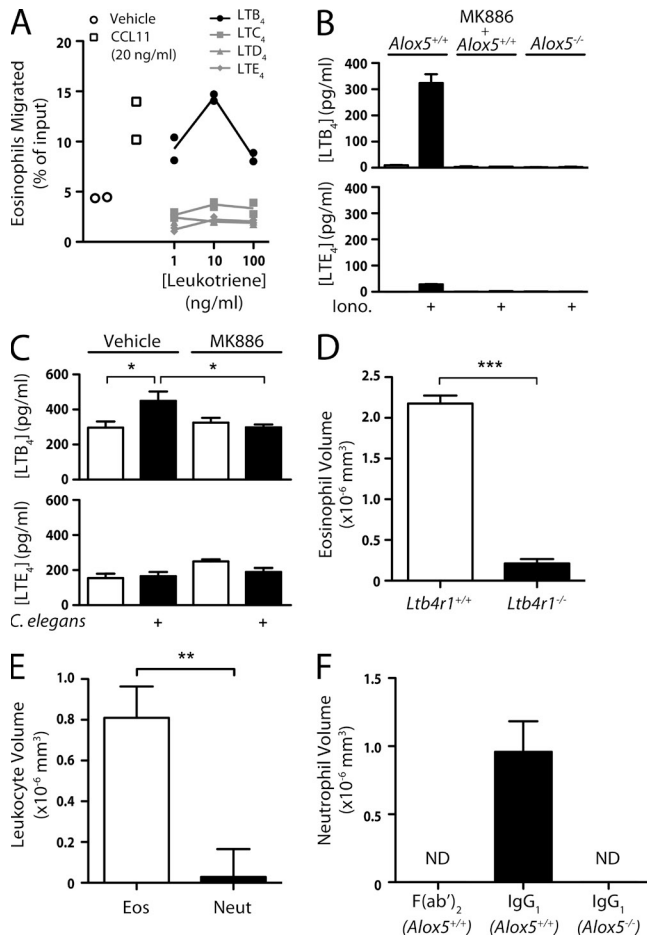 A
Vehicle
CCL11
(20 ng/ml)
LTB4
LTC4
LTD4
LTE4
Eosinophils Migrated
(% of input)
20
15
10
5
0
1 10 100
[Leukotriene]
(ng/ml)
B
MK886
+
Alox5+/+ Alox5+/+ Alox5-/-
[LTB4] (pg/ml)
400
300
200
100
0
[LTE4] (pg/ml)
400
300
200
100
0
Iono. + + +
C
Vehicle MK886
* *
[LTB4] (pg/ml)
600
400
200
0
[LTE4] (pg/ml)
600
400
200
0
C. elegans + +
D
***
Eosinophil Volume
(x10-6 mm3)
2.5
2.0
1.5
1.0
0.5
0
Ltb4r1+/+ Ltb4r1-/-
E
**
Leukocyte Volume
(x10-6 mm3)
1.0
0.8
0.6
0.4
0.2
0
Eos Neut
F
Neutrophil Volume
(x10-6 mm3)
1.5
1.0
0.5
0
ND ND
F(ab')2 IgG1 IgG1
(Alox5+/+) (Alox5+/+) (Alox5-/-)